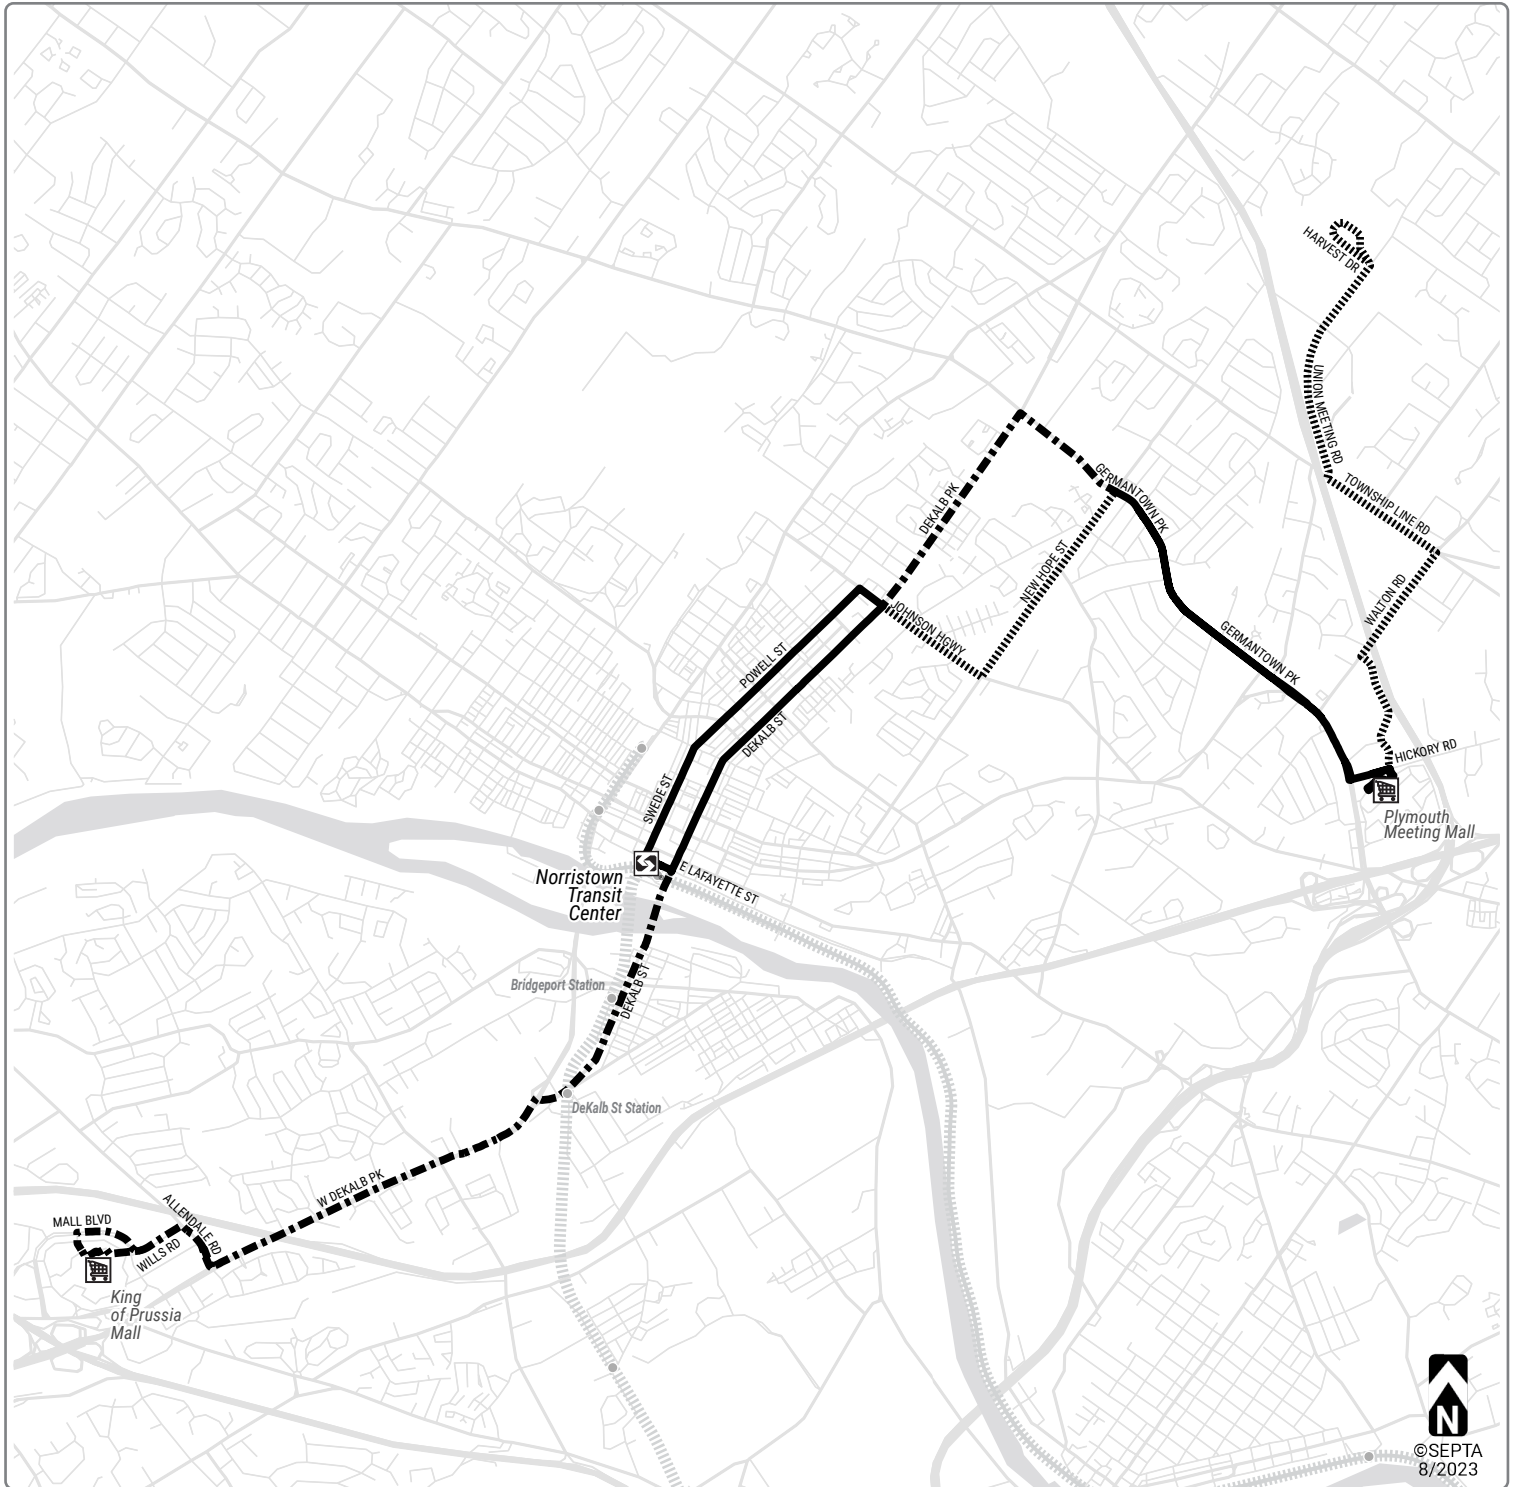 HARVEST DR
UNION MEETING RD
TOWNSHIP LINE RD
GERMANTOWN PK
DEKALB PK
NEW HOPE ST
WALTON RD
JOHNSON HGWY
GERMANTOWN PK
POWELL ST
DEKALB ST
HICKORY RD
SWEDE ST
Plymouth
Meeting Mall
E LAFAYETTE ST
Norristown
Transit
Center
Bridgeport Station
DEKALB ST
DeKalb St Station
W DEKALB PK
ALLENDALE RD
MALL BLVD
WILLS RD
King
of Prussia
Mall
N
©SEPTA
8/2023